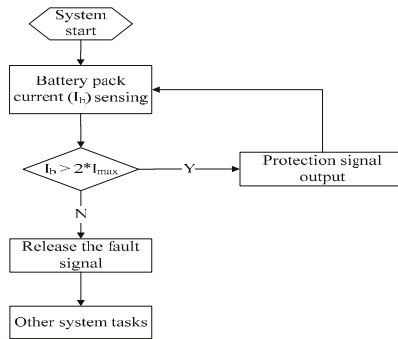 System
start
Battery pack
current (Ib) sensing
Ib > 2*Imax
Y
Protection signal
output
N
Release the fault
signal
Other system tasks